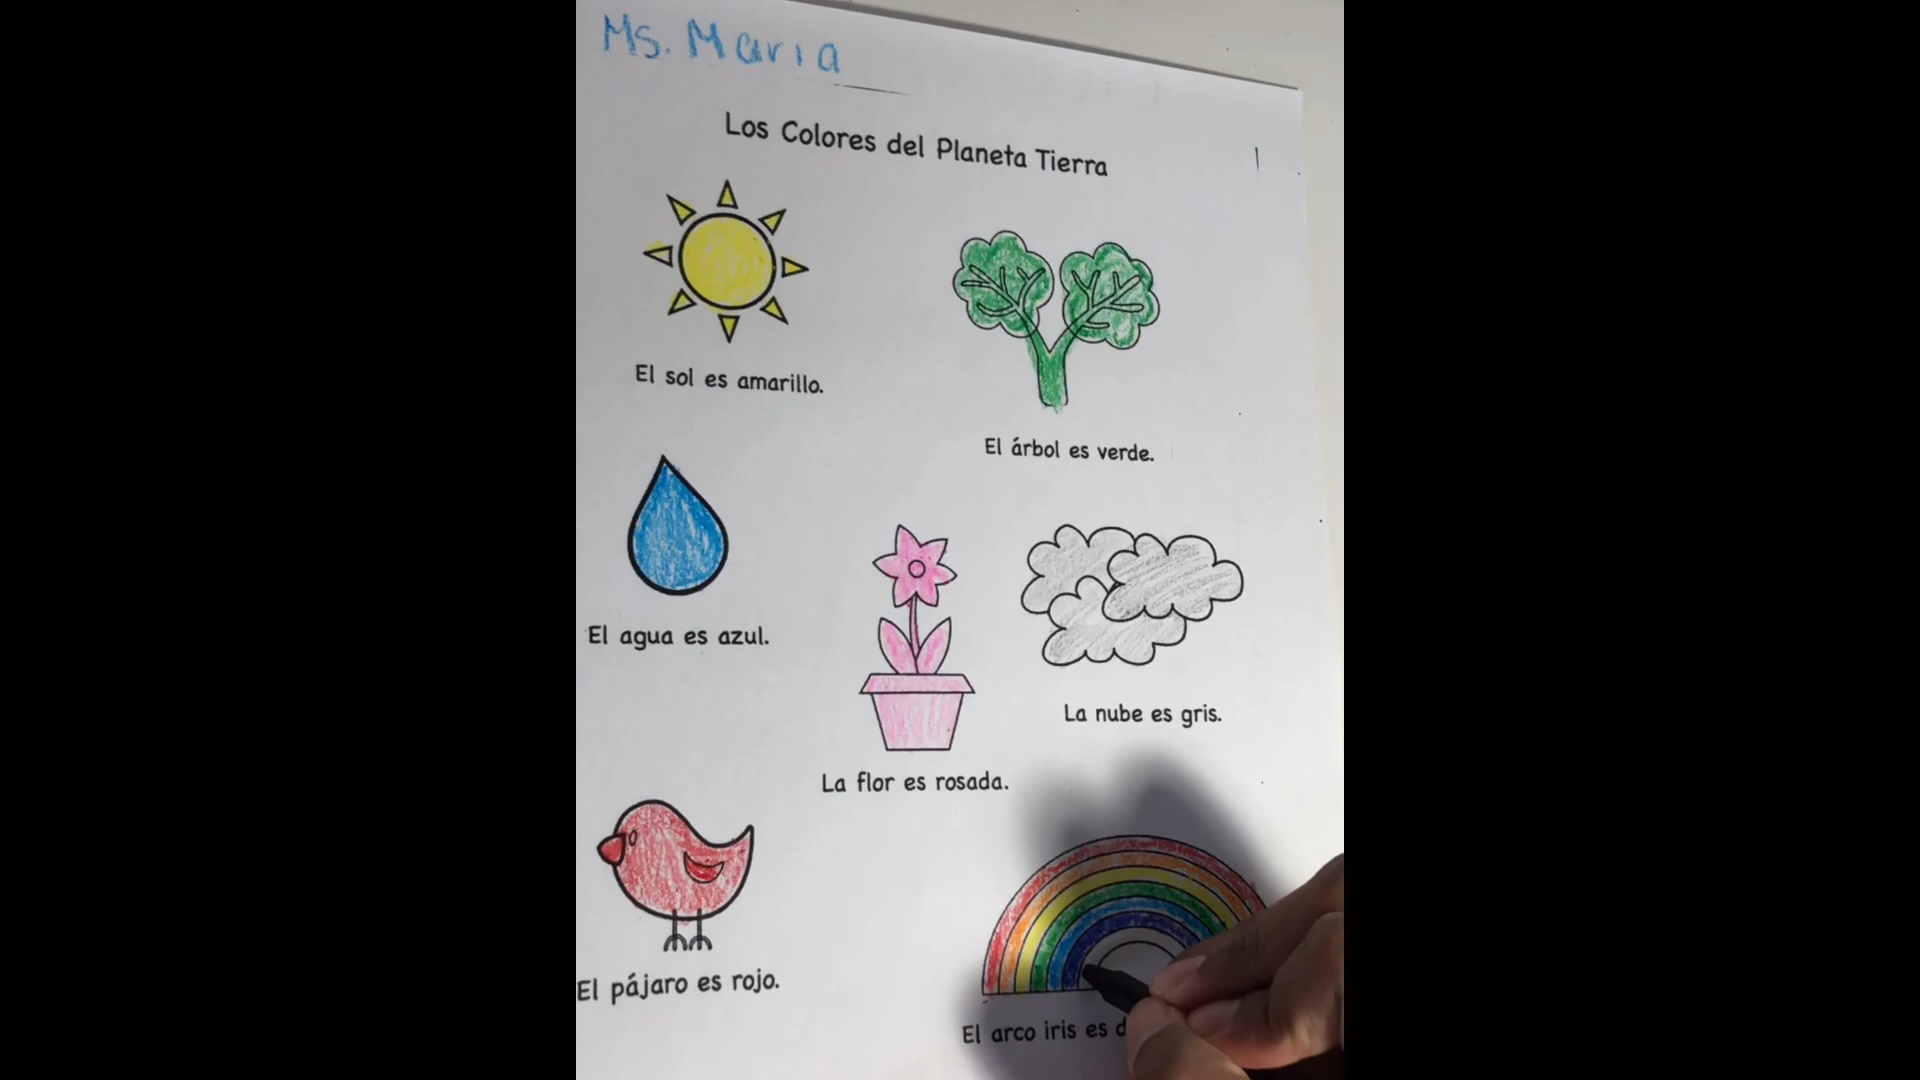 Ms. Maria
Los Colores del Planeta Tierra
El sol es amarillo.
El árbol es verde.
El agua es azul.
La nube es gris.
La flor es rosada.
El pájaro es rojo.
El arco iris es